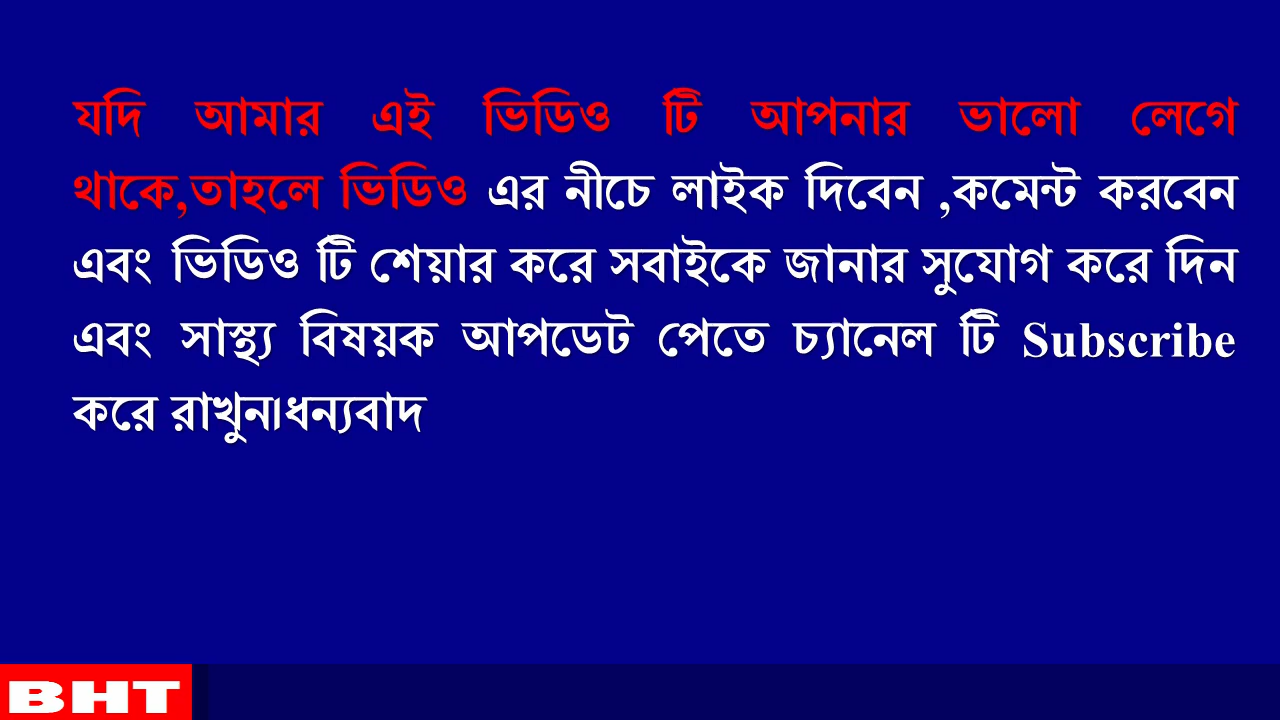 যদি আমার এই ভিডিও টি আপনার ভালো লেগে
থাকে,তাহলে ভিডিও এর নীচে লাইক দিবেন ,কমেন্ট করবেন
এবং ভিডিও টি শেয়ার করে সবাইকে জানার সুযোগ করে দিন
এবং সাস্থ্য বিষয়ক আপডেট পেতে চ্যানেল টি Subscribe
করে রাখুন।ধন্যবাদ
BHT